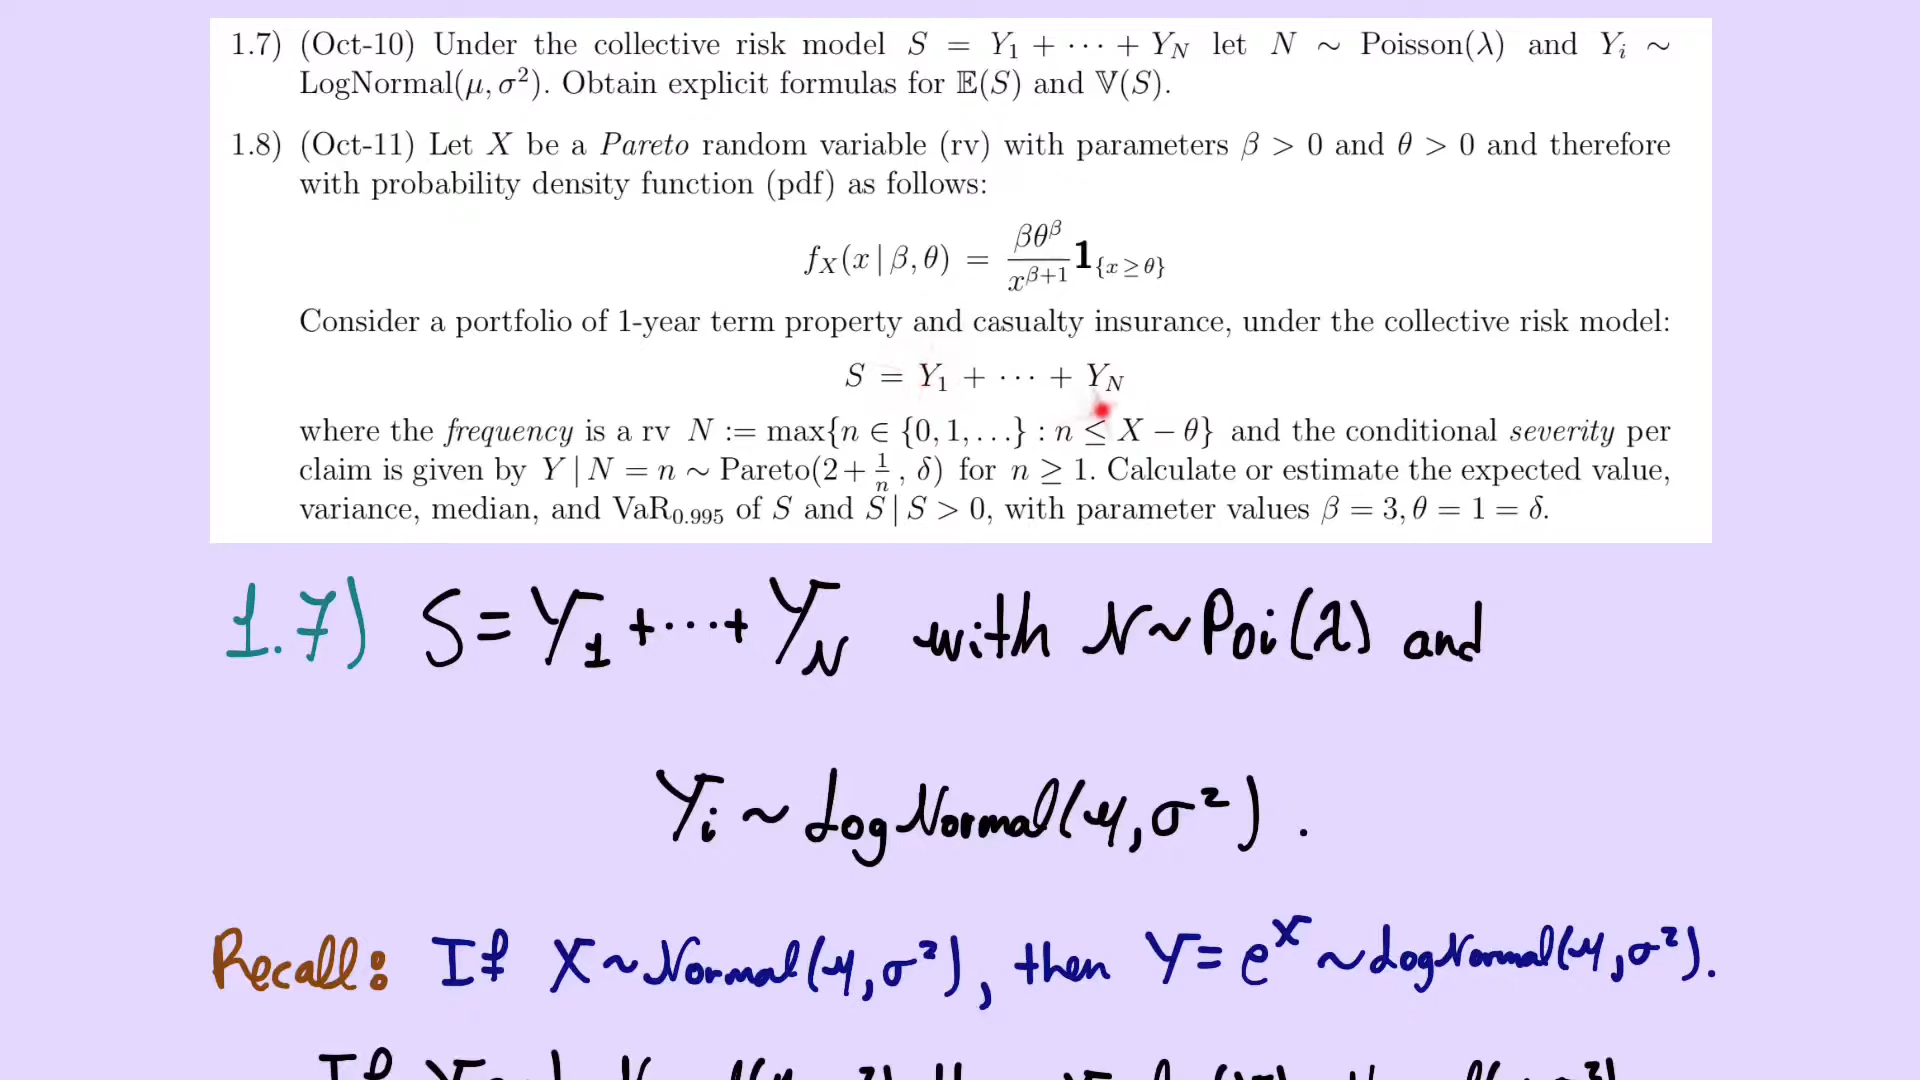 1.7) (Oct-10) Under the collective risk model S = Y₁ + ⋯ + Y_N let N ∼ Poisson(λ) and Y_i ∼
LogNormal(μ, σ²). Obtain explicit formulas for 𝔼(S) and 𝕍(S).
1.8) (Oct-11) Let X be a Pareto random variable (rv) with parameters β > 0 and θ > 0 and therefore
with probability density function (pdf) as follows:
f_X(x | β, θ) = βθ^β / x^{β+1} 𝟏_{x ≥ θ}
Consider a portfolio of 1-year term property and casualty insurance, under the collective risk model:
S = Y₁ + ⋯ + Y_N
where the frequency is a rv N := max{n ∈ {0, 1, …} : n ≤ X − θ} and the conditional severity per
claim is given by Y | N = n ∼ Pareto(2 + 1/n , δ) for n ≥ 1. Calculate or estimate the expected value,
variance, median, and VaR_{0.995} of S and S | S > 0, with parameter values β = 3, θ = 1 = δ.
1.7) S = Y₁ + ⋯ + Y_N with N ∼ Poi(λ) and
Y_i ∼ LogNormal(μ, σ²).
Recall: If X ∼ Normal(μ, σ²), then Y = e^X ∼ LogNormal(μ, σ²).
If